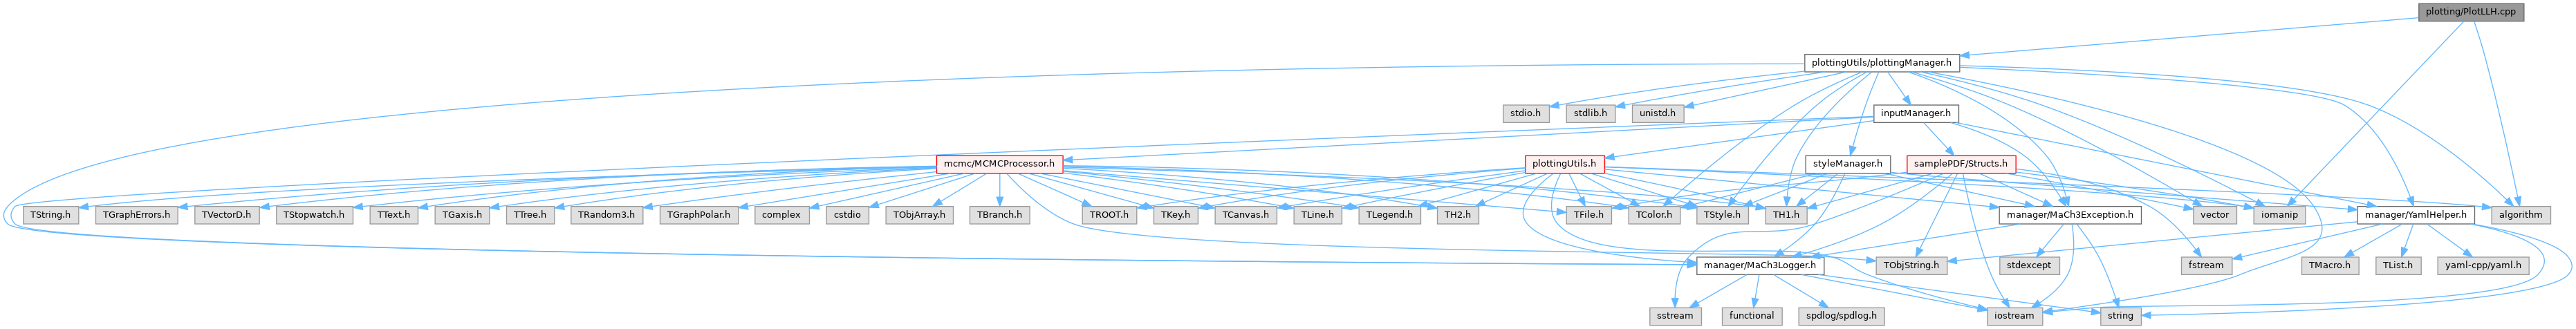 plotting/PlotLLH.cpp
plottingUtils/plottingManager.h
stdio.h
stdlib.h
unistd.h
inputManager.h
mcmc/MCMCProcessor.h
plottingUtils.h
styleManager.h
samplePDF/Structs.h
TString.h
TGraphErrors.h
TVectorD.h
TStopwatch.h
TText.h
TGaxis.h
TTree.h
TRandom3.h
TGraphPolar.h
complex
cstdio
TObjArray.h
TBranch.h
TROOT.h
TKey.h
TCanvas.h
TLine.h
TLegend.h
TH2.h
TFile.h
TColor.h
TStyle.h
TH1.h
manager/MaCh3Exception.h
vector
iomanip
manager/YamlHelper.h
algorithm
manager/MaCh3Logger.h
TObjString.h
stdexcept
fstream
TMacro.h
TList.h
yaml-cpp/yaml.h
sstream
functional
spdlog/spdlog.h
iostream
string